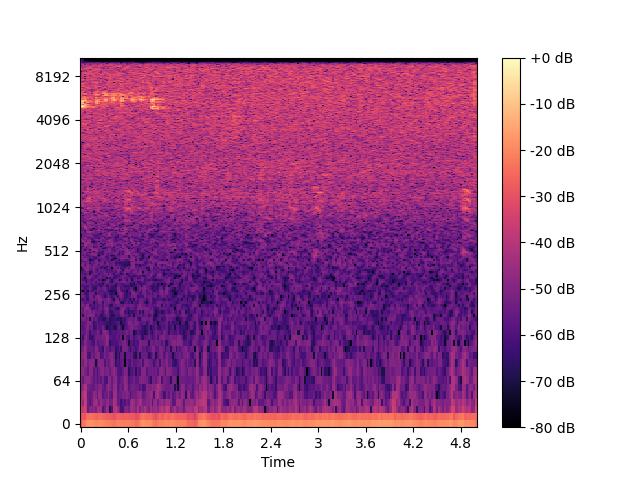 8192
4096
2048
1024
512
256
128
64
0
Hz
0 0.6 1.2 1.8 2.4 3 3.6 4.2 4.8
Time
+0 dB
-10 dB
-20 dB
-30 dB
-40 dB
-50 dB
-60 dB
-70 dB
-80 dB